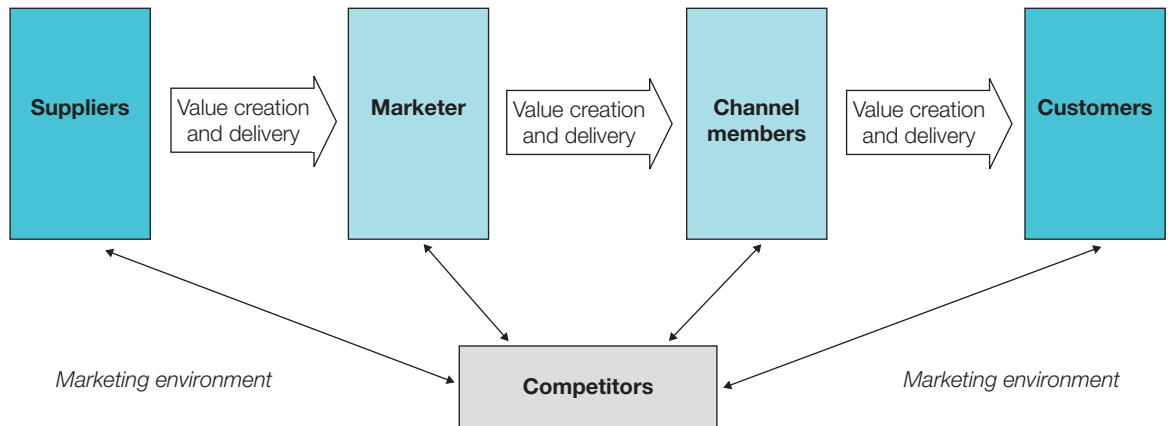 Suppliers
Value creation
and delivery
Marketer
Value creation
and delivery
Channel
members
Value creation
and delivery
Customers
Marketing environment
Competitors
Marketing environment